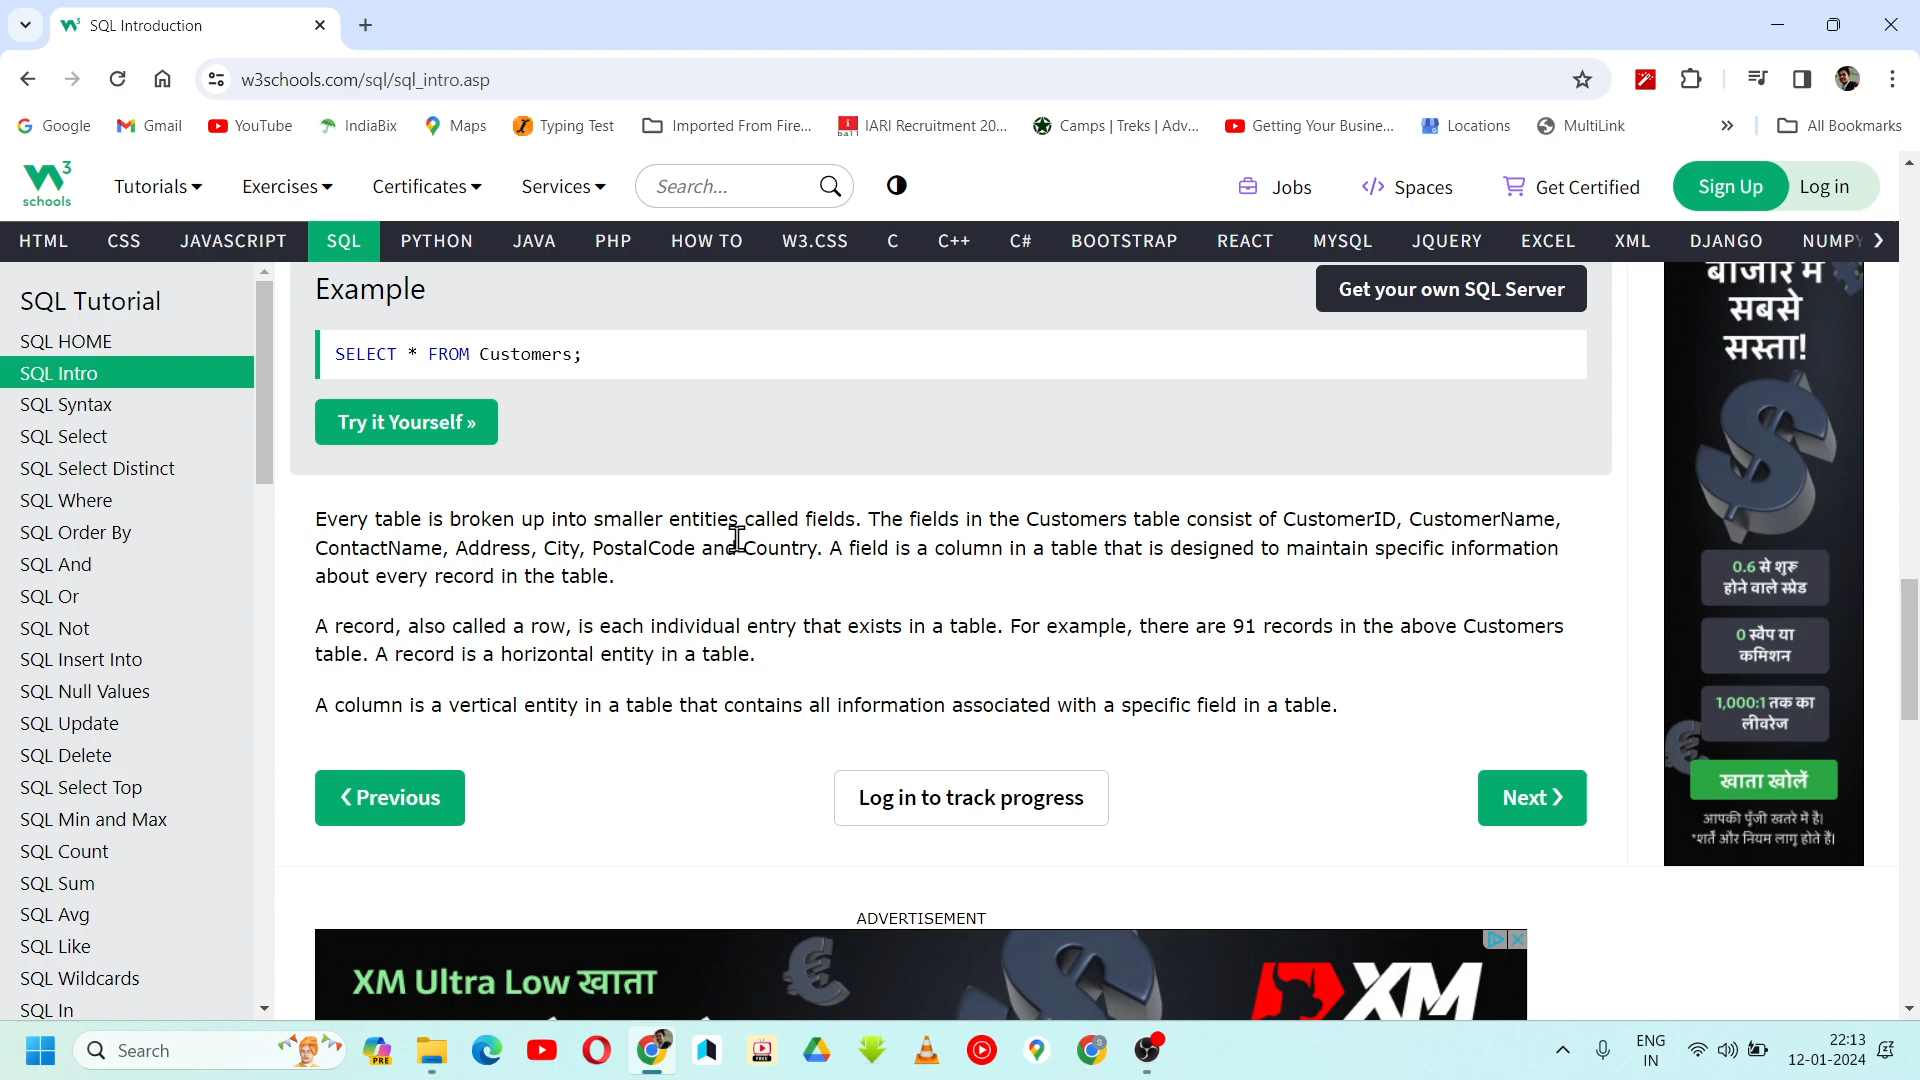 SQL Introduction
w3schools.com/sql/sql_intro.asp
Google Gmail YouTube IndiaBix Maps Typing Test Imported From Fire... IARI Recruitment 20... Camps | Treks | Adv... Getting Your Busine... Locations MultiLink All Bookmarks
W3 schools Tutorials Exercises Certificates Services Search... Jobs Spaces Get Certified Sign Up Log in
HTML CSS JAVASCRIPT SQL PYTHON JAVA PHP HOW TO W3.CSS C C++ C# BOOTSTRAP REACT MYSQL JQUERY EXCEL XML DJANGO NUMPY
SQL Tutorial
SQL HOME
SQL Intro
SQL Syntax
SQL Select
SQL Select Distinct
SQL Where
SQL Order By
SQL And
SQL Or
SQL Not
SQL Insert Into
SQL Null Values
SQL Update
SQL Delete
SQL Select Top
SQL Min and Max
SQL Count
SQL Sum
SQL Avg
SQL Like
SQL Wildcards
SQL In
Example
Get your own SQL Server
SELECT * FROM Customers;
Try it Yourself »
Every table is broken up into smaller entities called fields. The fields in the Customers table consist of CustomerID, CustomerName,
ContactName, Address, City, PostalCode and Country. A field is a column in a table that is designed to maintain specific information
about every record in the table.
A record, also called a row, is each individual entry that exists in a table. For example, there are 91 records in the above Customers
table. A record is a horizontal entity in a table.
A column is a vertical entity in a table that contains all information associated with a specific field in a table.
❮ Previous
Log in to track progress
Next ❯
ADVERTISEMENT
XM Ultra Low खाता
XM
बाजार में
सबसे
सस्ता!
0.6 से शुरू
होने वाले स्प्रेड
0 स्वैप या
कमिशन
1,000:1 तक का
लीवरेज
खाता खोलें
आपकी पूँजी खतरे में है।
*शर्तें और नियम लागू होते हैं।
Search
PRE
FREE
ENG
IN
22:13
12-01-2024